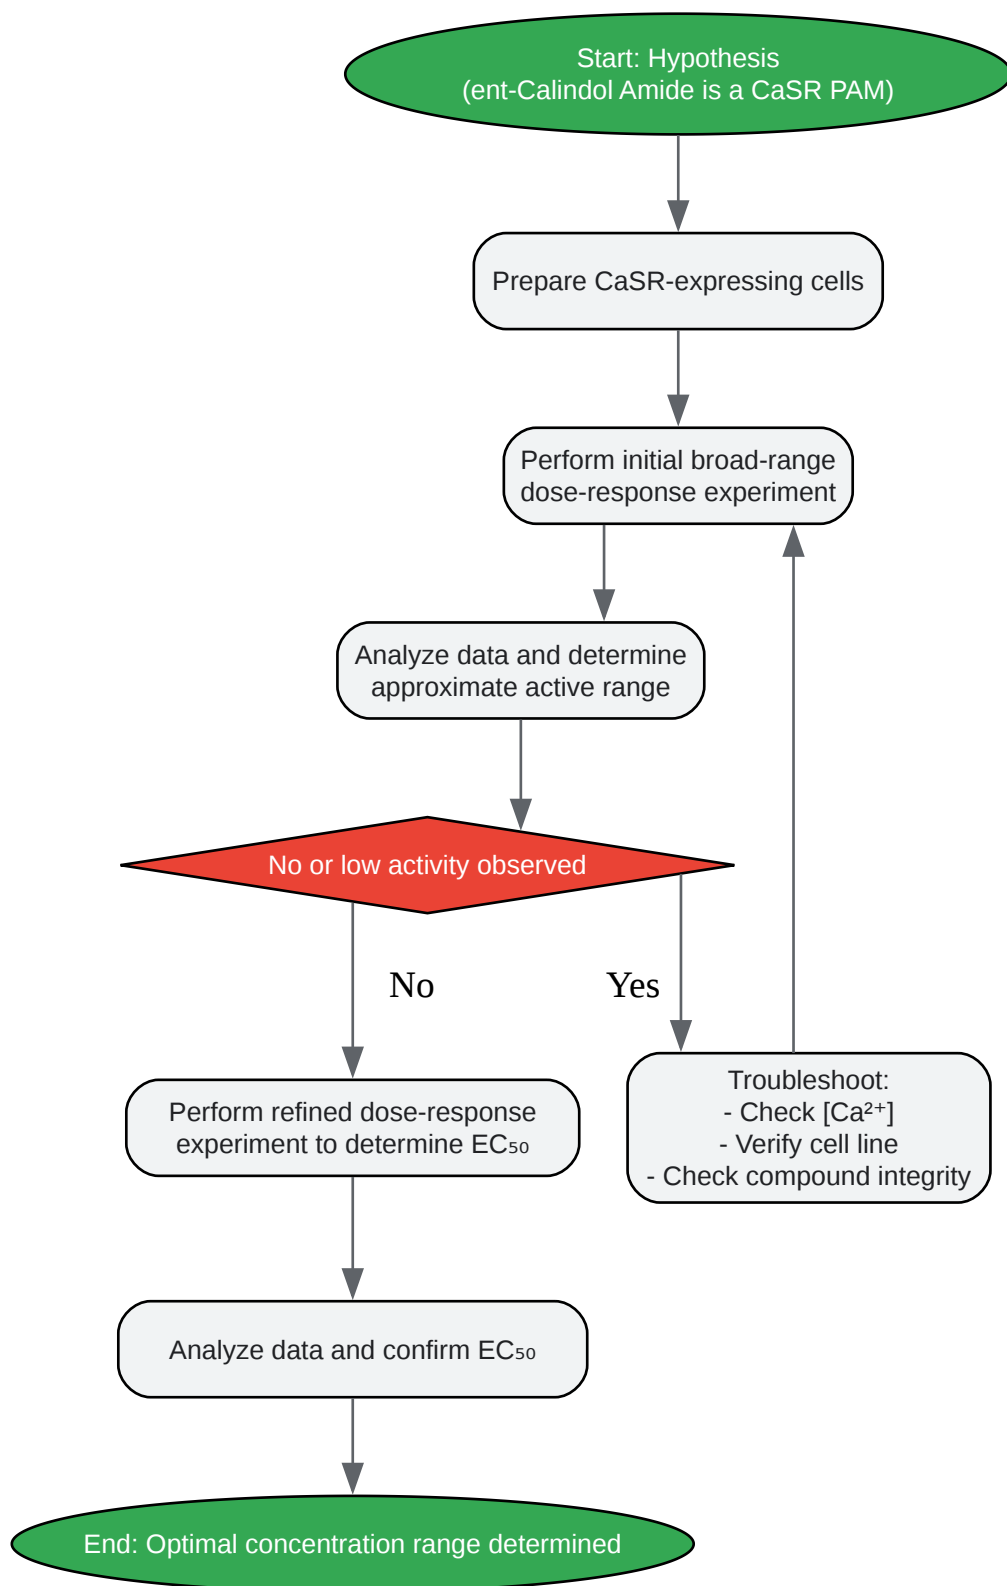 Start: Hypothesis
(ent-Calindol Amide is a CaSR PAM)
Prepare CaSR-expressing cells
Perform initial broad-range
dose-response experiment
Analyze data and determine
approximate active range
No or low activity observed
No
Yes
Perform refined dose-response
experiment to determine EC₅₀
Troubleshoot:
- Check [Ca²⁺]
- Verify cell line
- Check compound integrity
Analyze data and confirm EC₅₀
End: Optimal concentration range determined